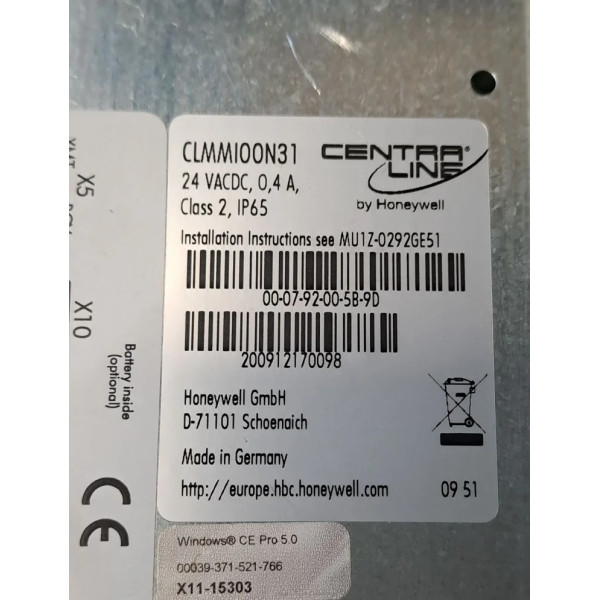 CLMMI00N31
CENTRA
LINE
24 VACDC, 0,4 A,
Class 2, IP65
by Honeywell
Installation Instructions see MU1Z-0292GE51
00-07-92-00-5B-9D
200912170098
Honeywell GmbH
D-71101 Schoenaich
Made in Germany
http://europe.hbc.honeywell.com
09 51
X5
X10
Battery inside
(optional)
CE
Windows® CE Pro 5.0
00039-371-521-766
X11-15303